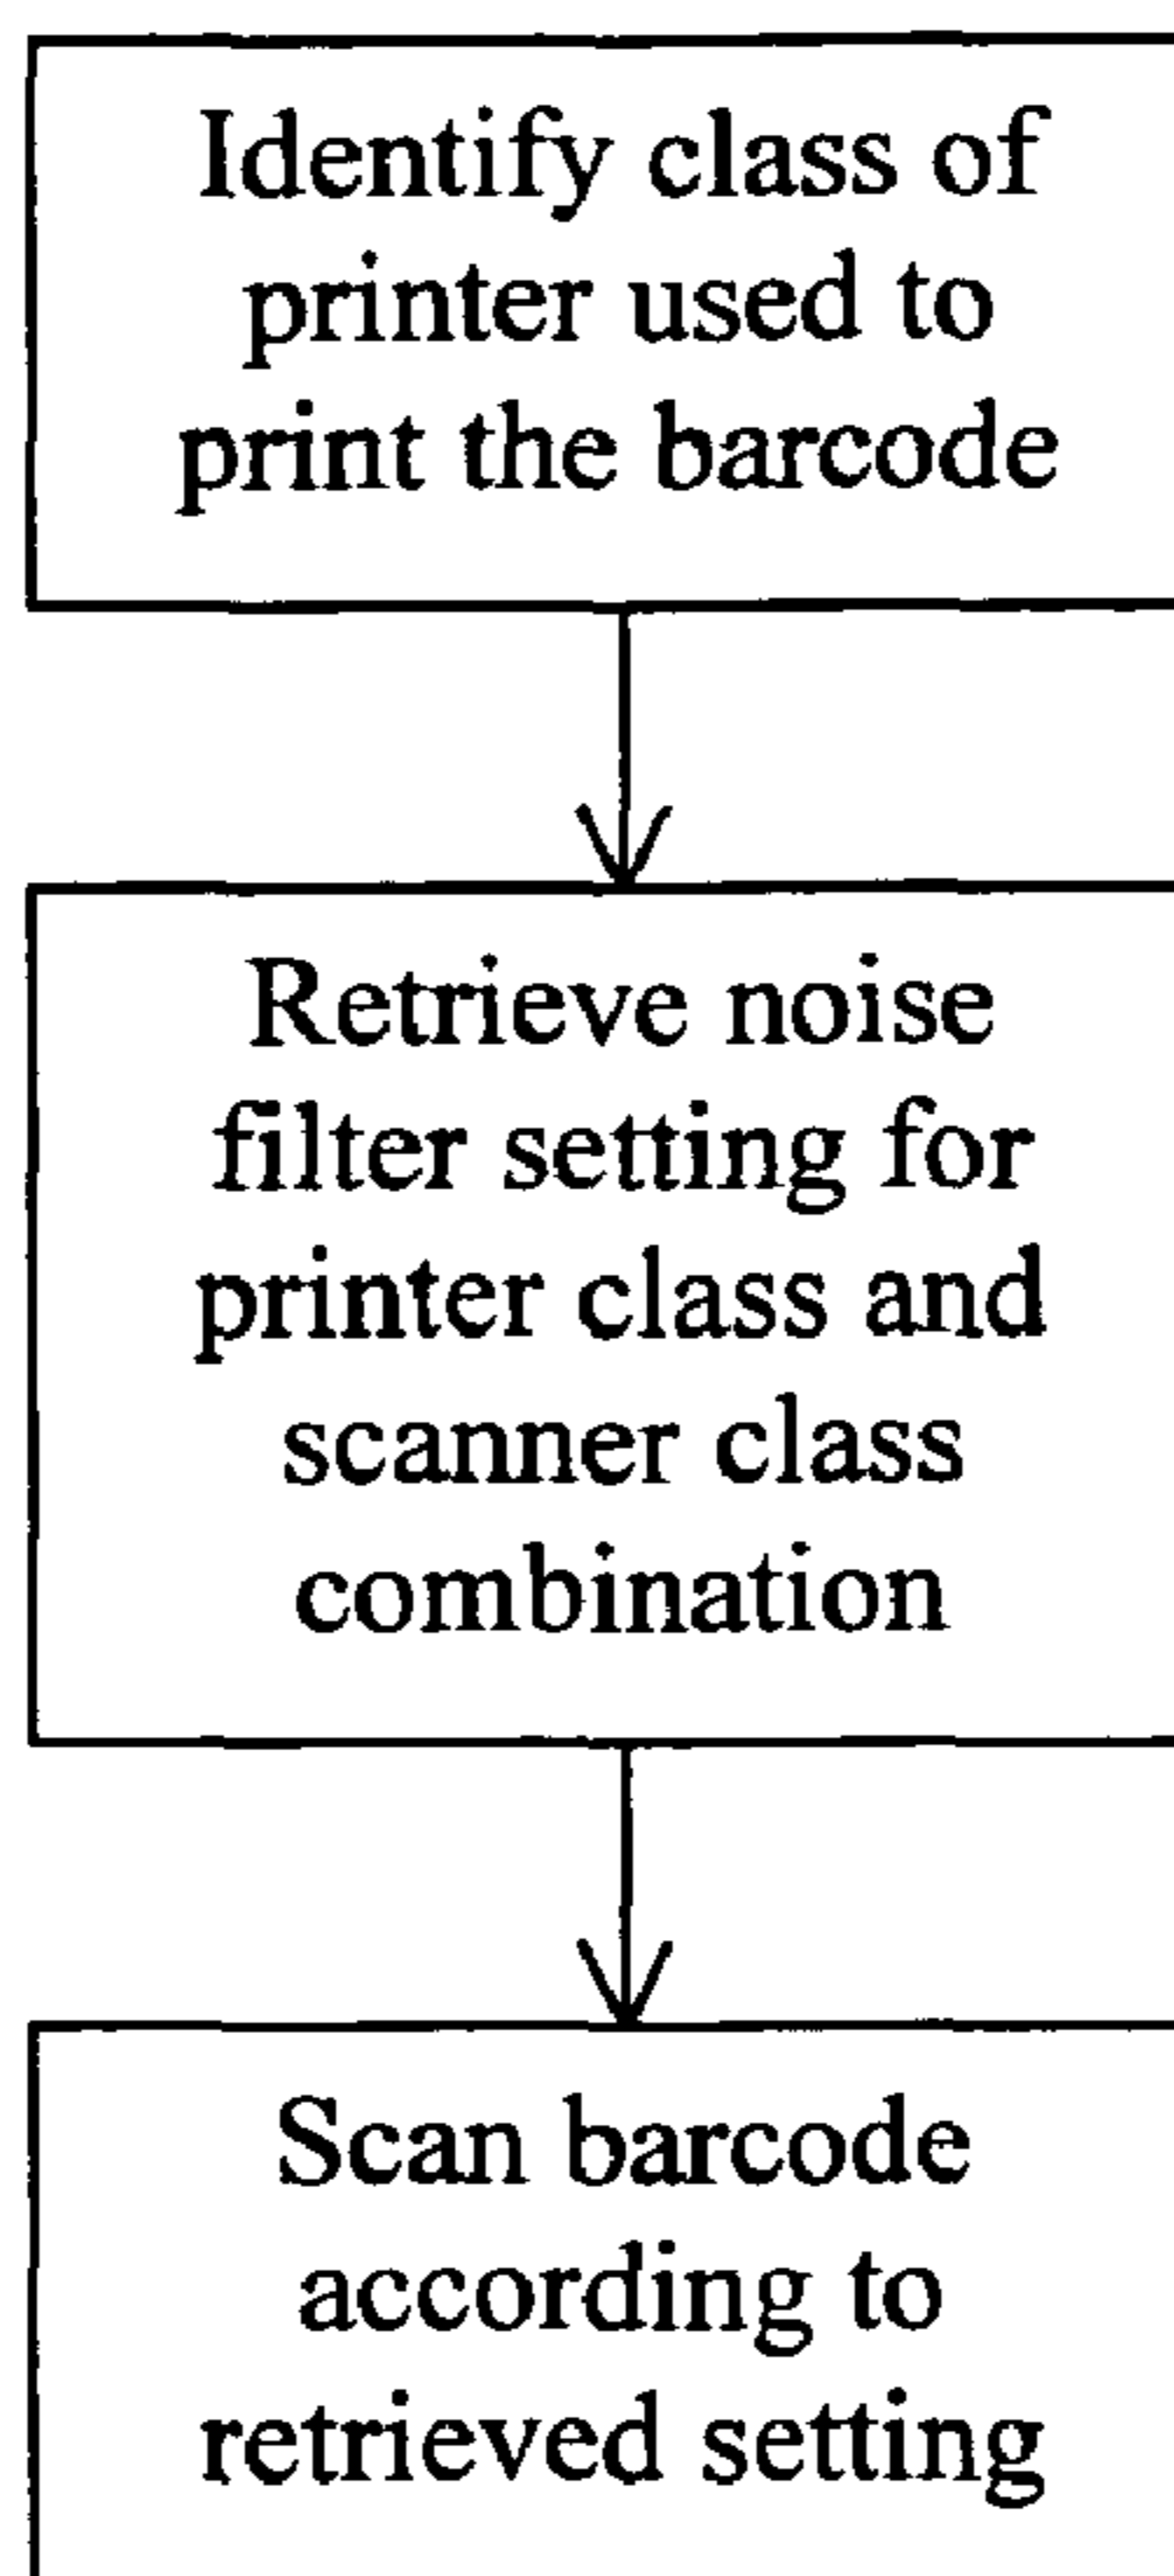 Identify class of
printer used to
print the barcode
Retrieve noise
filter setting for
printer class and
scanner class
combination
Scan barcode
according to
retrieved setting